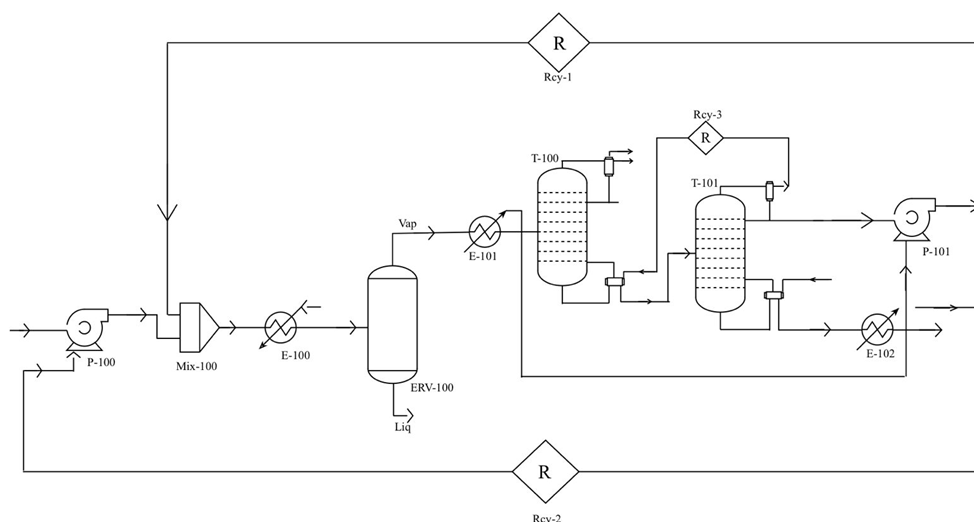 R
Rcy-1
Rcy-3
R
T-100
T-101
Vap
E-101
P-101
P-100
Mix-100
E-100
ERV-100
E-102
Liq
R
Rcy-2